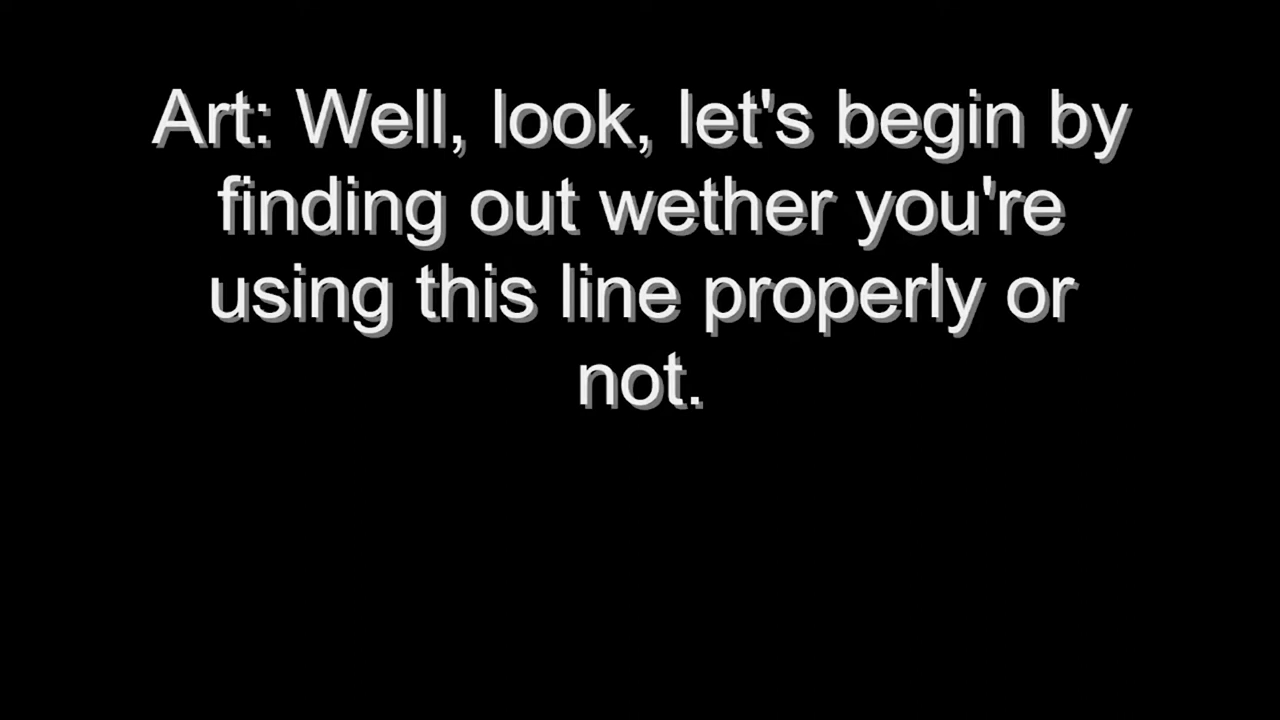 Art: Well, look, let's begin by
finding out wether you're
using this line properly or
not.